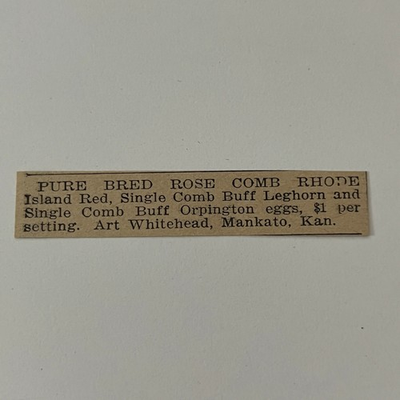 PURE BRED ROSE COMB RHODE
Island Red, Single Comb Buff Leghorn and
Single Comb Buff Orpington eggs, $1 per
setting. Art Whitehead, Mankato, Kan.